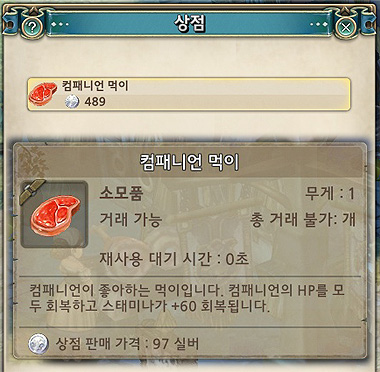 ?
상점
X
컴패니언 먹이
489
컴패니언 먹이
소모품 무게 : 1
거래 가능 총 거래 불가: 개
재사용 대기 시간 : 0초
컴패니언이 좋아하는 먹이입니다. 컴패니언의 HP를 모
두 회복하고 스태미나가 +60 회복됩니다.
상점 판매 가격 : 97 실버